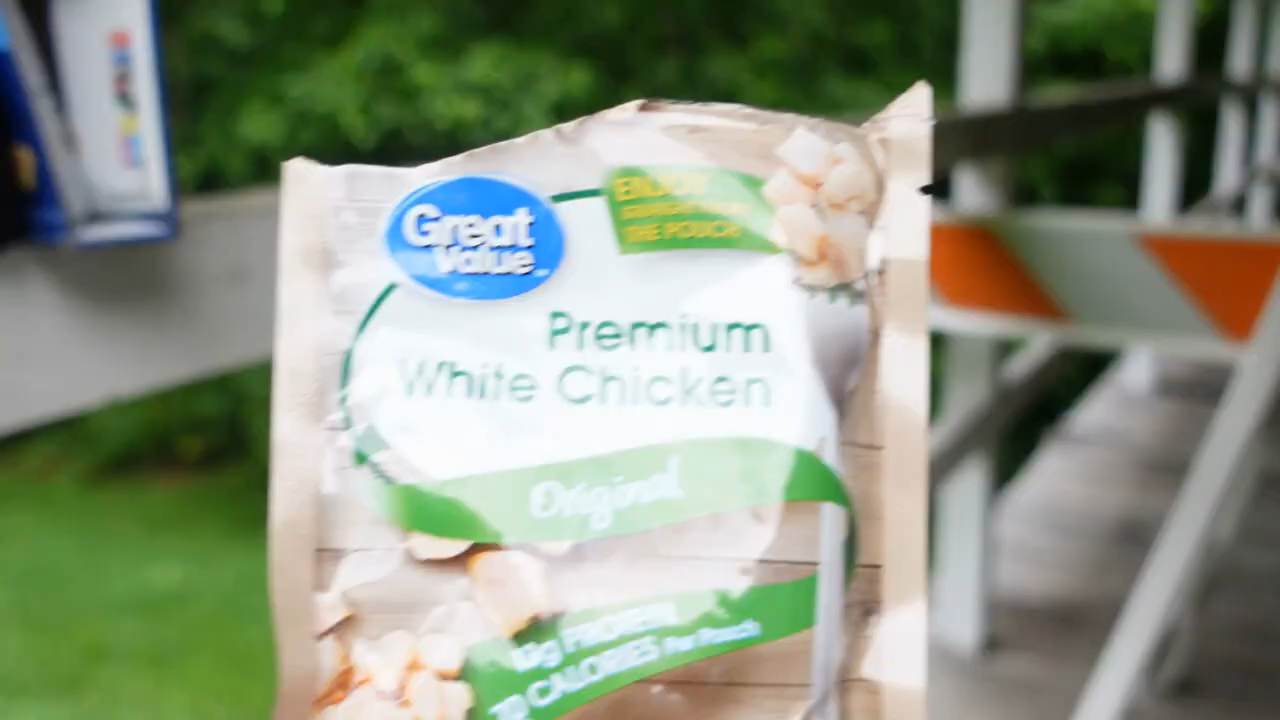 Great
Value
ENJOY
THE POUCH
Premium
White Chicken
Original
PROTEIN
CALORIES Per Pouch